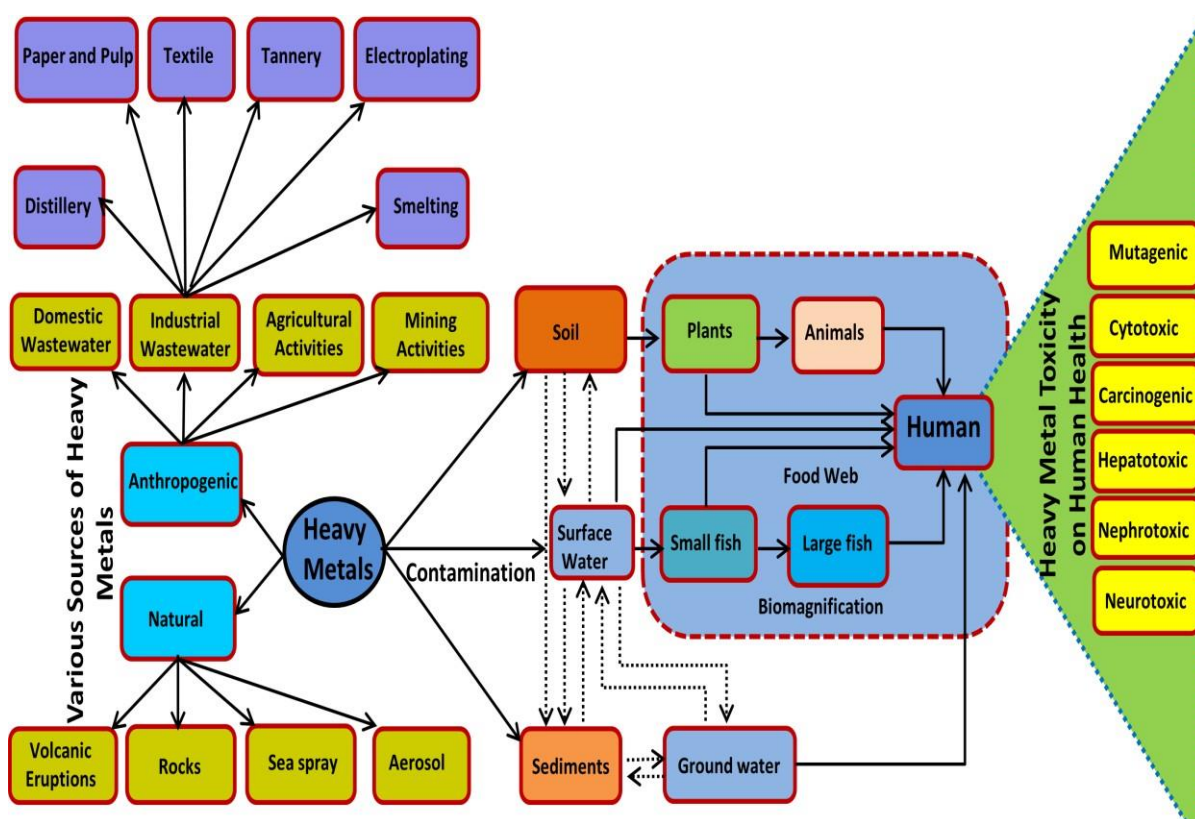 Paper and Pulp
Textile
Tannery
Electroplating
Distillery
Smelting
Domestic
Wastewater
Industrial
Wastewater
Agricultural
Activities
Mining
Activities
Various Sources of Heavy
Metals
Anthropogenic
Natural
Heavy
Metals
Volcanic
Eruptions
Rocks
Sea spray
Aerosol
Contamination
Soil
Surface
Water
Sediments
Ground water
Plants
Animals
Human
Food Web
Small fish
Large fish
Biomagnification
Heavy Metal Toxicity
on Human Health
Mutagenic
Cytotoxic
Carcinogenic
Hepatotoxic
Nephrotoxic
Neurotoxic